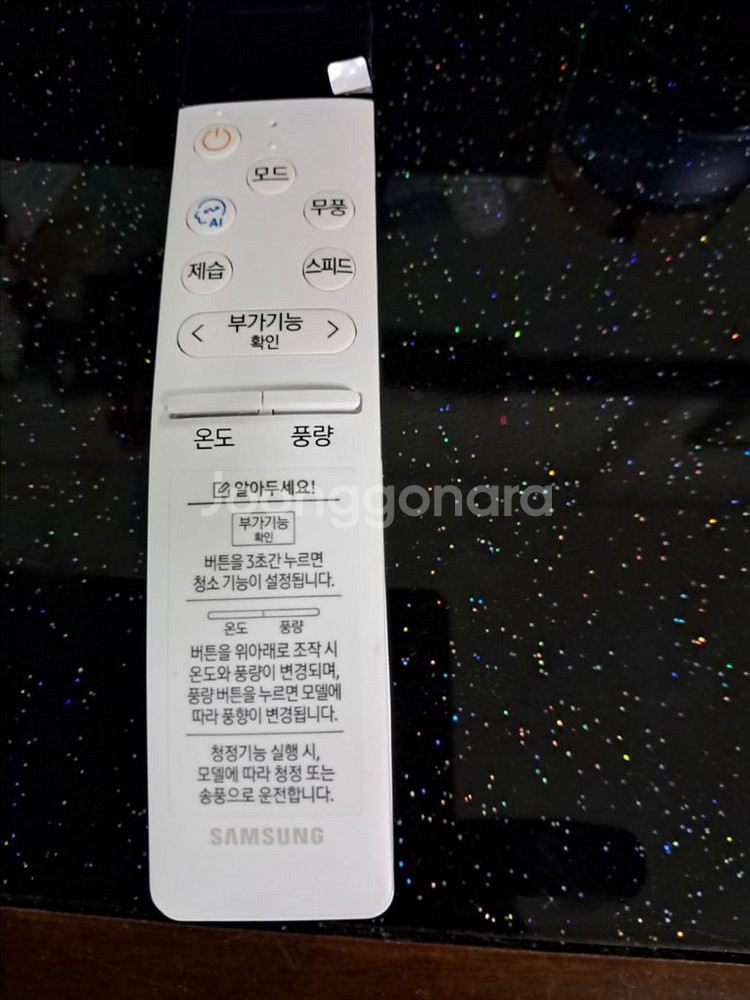 모드
AI
무풍
제습
스피드
< 부가기능 >
확인
온도 풍량
알아두세요!
Joonggonara
부가기능
확인
버튼을 3초간 누르면
청소 기능이 설정됩니다.
온도 풍량
버튼을 위아래로 조작 시
온도와 풍량이 변경되며,
풍량 버튼을 누르면 모델에
따라 풍향이 변경됩니다.
청정기능 실행 시,
모델에 따라 청정 또는
송풍으로 운전합니다.
SAMSUNG